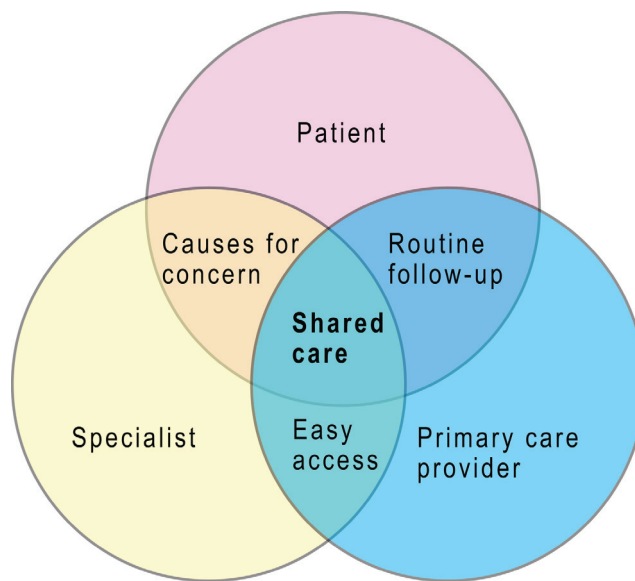 Patient
Causes for
concern
Routine
follow-up
Shared
care
Specialist
Easy
access
Primary care
provider